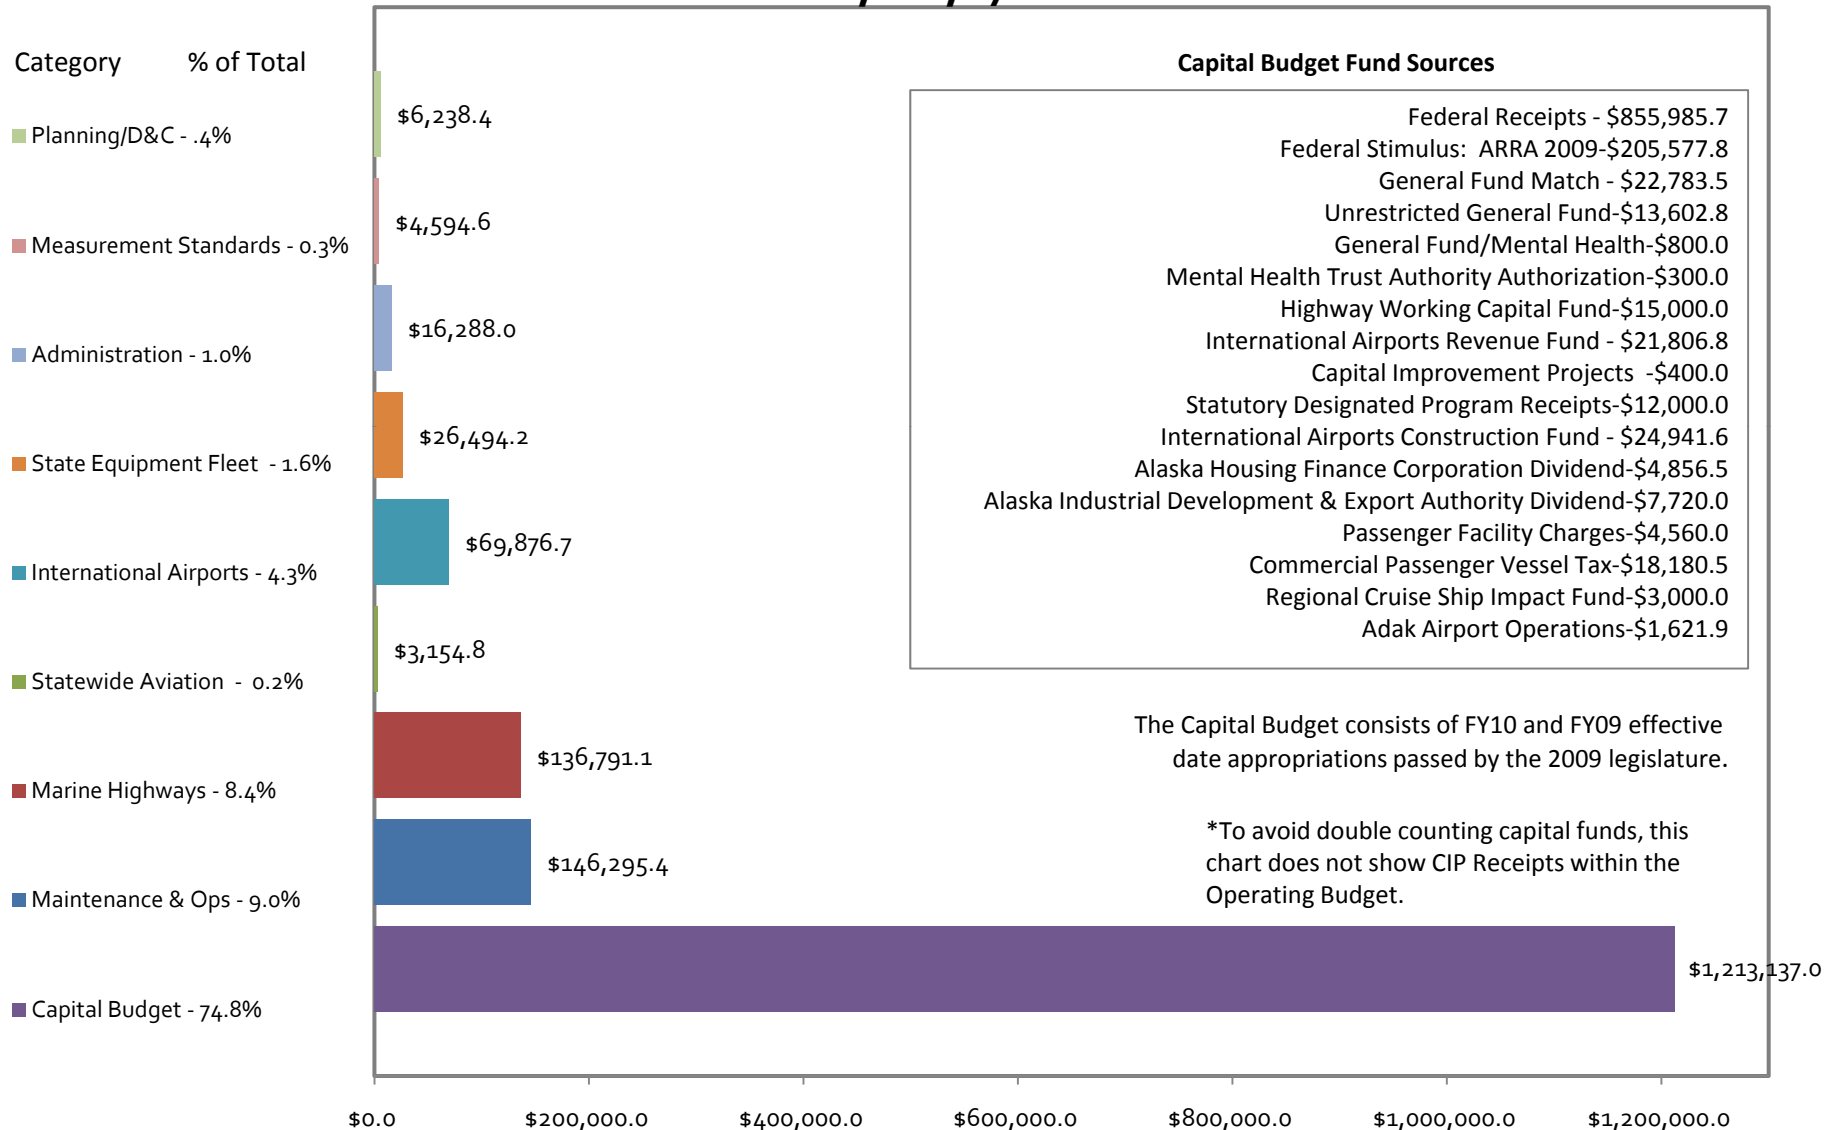 Category % of Total
Planning/D&C - .4%
Measurement Standards - 0.3%
Administration - 1.0%
State Equipment Fleet - 1.6%
International Airports - 4.3%
Statewide Aviation - 0.2%
Marine Highways - 8.4%
Maintenance & Ops - 9.0%
Capital Budget - 74.8%
$6,238.4
$4,594.6
$16,288.0
$26,494.2
$69,876.7
$3,154.8
$136,791.1
$146,295.4
$1,213,137.0
Capital Budget Fund Sources
Federal Receipts - $855,985.7
Federal Stimulus: ARRA 2009-$205,577.8
General Fund Match - $22,783.5
Unrestricted General Fund-$13,602.8
General Fund/Mental Health-$800.0
Mental Health Trust Authority Authorization-$300.0
Highway Working Capital Fund-$15,000.0
International Airports Revenue Fund - $21,806.8
Capital Improvement Projects -$400.0
Statutory Designated Program Receipts-$12,000.0
International Airports Construction Fund - $24,941.6
Alaska Housing Finance Corporation Dividend-$4,856.5
Alaska Industrial Development & Export Authority Dividend-$7,720.0
Passenger Facility Charges-$4,560.0
Commercial Passenger Vessel Tax-$18,180.5
Regional Cruise Ship Impact Fund-$3,000.0
Adak Airport Operations-$1,621.9
The Capital Budget consists of FY10 and FY09 effective
date appropriations passed by the 2009 legislature.
*To avoid double counting capital funds, this
chart does not show CIP Receipts within the
Operating Budget.
$0.0 $200,000.0 $400,000.0 $600,000.0 $800,000.0 $1,000,000.0 $1,200,000.0